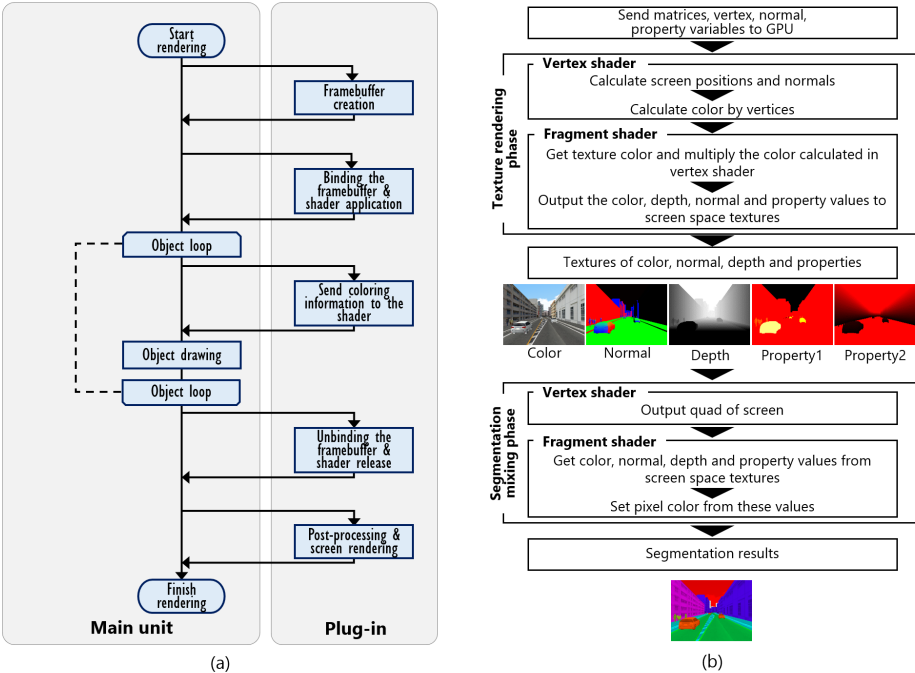 Start
rendering
Framebuffer
creation
Binding the
framebuffer &
shader application
Object loop
Send coloring
information to the
shader
Object drawing
Object loop
Unbinding the
framebuffer &
shader release
Post-processing &
screen rendering
Finish
rendering
Main unit
Plug-in
(a)
Send matrices, vertex, normal,
property variables to GPU
Texture rendering
phase
Vertex shader
Calculate screen positions and normals
Calculate color by vertices
Fragment shader
Get texture color and multiply the color calculated in
vertex shader
Output the color, depth, normal and property values to
screen space textures
Textures of color, normal, depth and properties
Color
Normal
Depth
Property1
Property2
Segmentation
mixing phase
Vertex shader
Output quad of screen
Fragment shader
Get color, normal, depth and property values from
screen space textures
Set pixel color from these values
Segmentation results
(b)